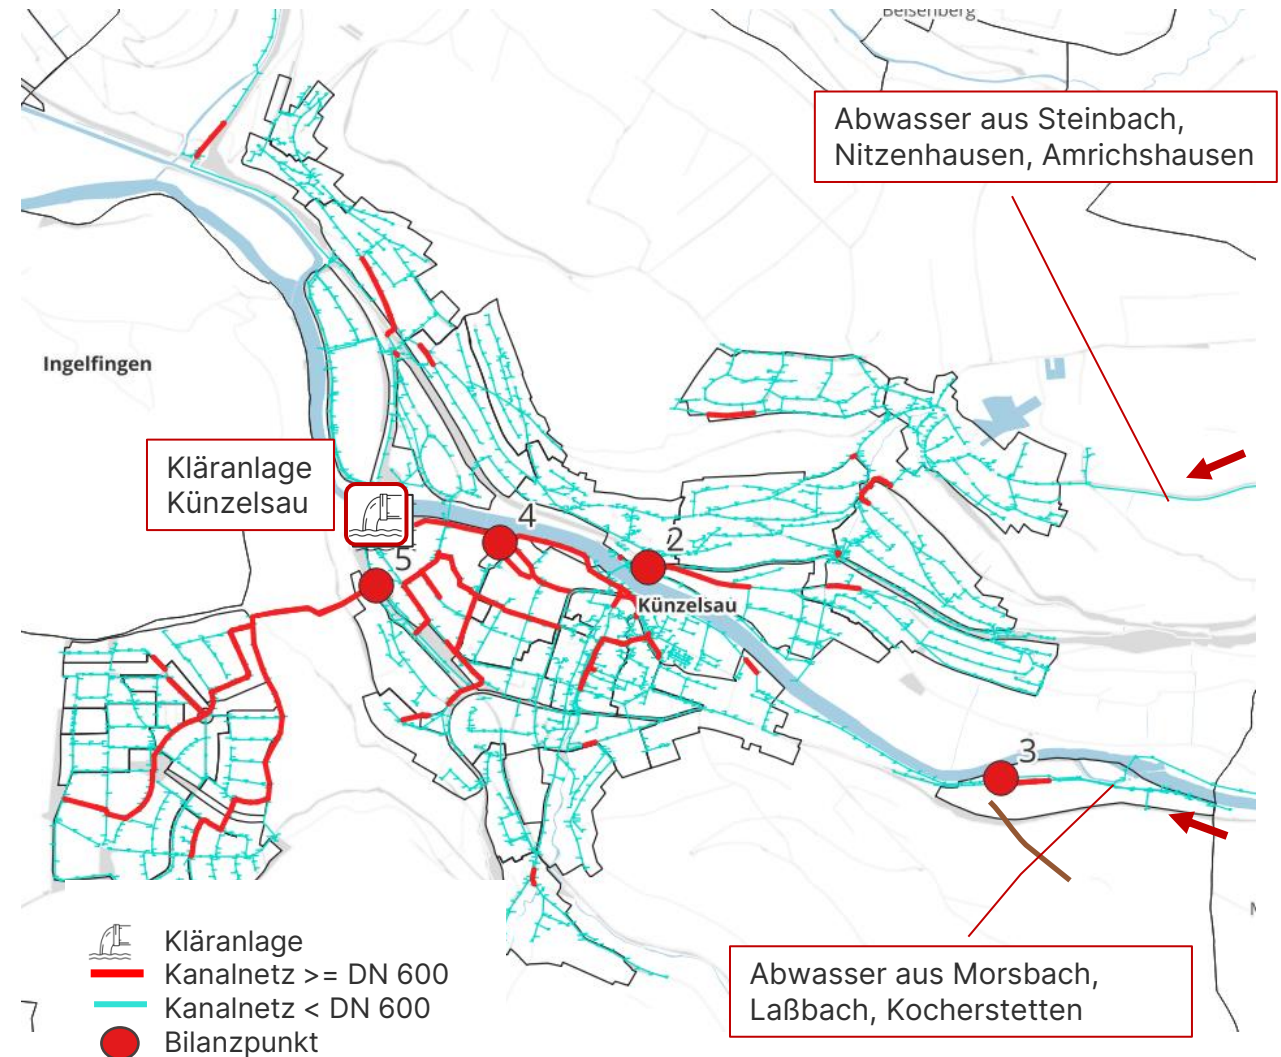 Beisenberg
Abwasser aus Steinbach,
Nitzenhausen, Amrichshausen
Ingelfingen
Kläranlage
Künzelsau
4
2
5
Künzelsau
3
Abwasser aus Morsbach,
Laßbach, Kocherstetten
Kläranlage
Kanalnetz >= DN 600
Kanalnetz < DN 600
Bilanzpunkt